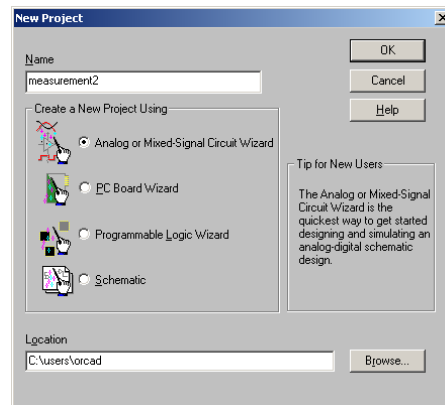 New Project
Name
measurement2
OK
Cancel
Help
Create a New Project Using
Analog or Mixed-Signal Circuit Wizard
PC Board Wizard
Programmable Logic Wizard
Schematic
Tip for New Users
The Analog or Mixed-Signal
Circuit Wizard is the
quickest way to get started
designing and simulating an
analog-digital schematic
design.
Location
C:\users\orcad
Browse...